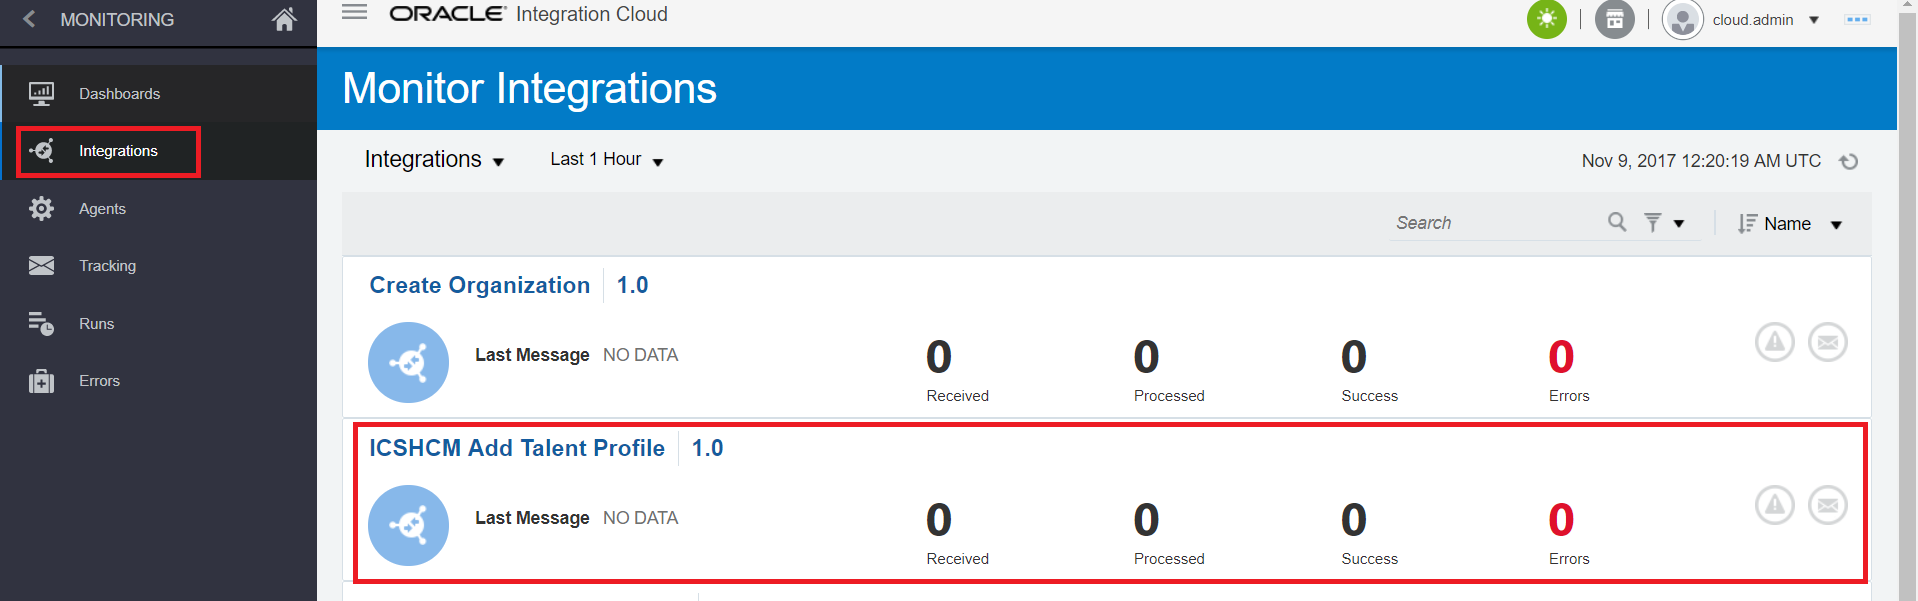 MONITORING
Dashboards
Integrations
Agents
Tracking
Runs
Errors
ORACLE® Integration Cloud
cloud.admin
Monitor Integrations
Integrations Last 1 Hour
Nov 9, 2017 12:20:19 AM UTC
Search
Name
Create Organization 1.0
Last Message NO DATA
0 0 0 0
Received Processed Success Errors
ICSHCM Add Talent Profile 1.0
Last Message NO DATA
0 0 0 0
Received Processed Success Errors